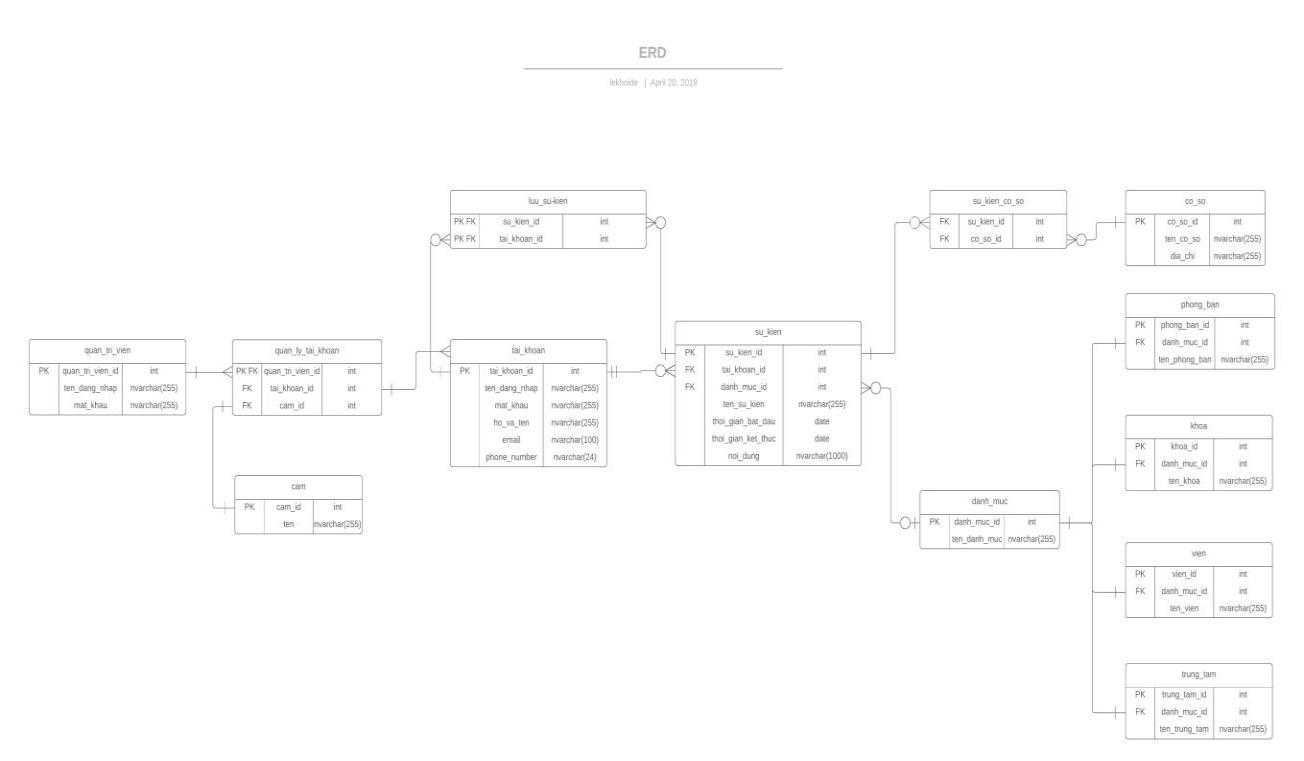 ERD
lekhoide | April 20, 2019
luu_su-kien
PK FK su_kien_id int
PK FK tai_khoan_id int
su_kien_co_so
FK su_kien_id int
FK co_so_id int
co_so
PK co_so_id int
ten_co_so nvarchar(255)
dia_chi nvarchar(255)
phong_ban
PK phong_ban_id int
FK danh_muc_id int
ten_phong_ban nvarchar(255)
quan_tri_vien
PK quan_tri_vien_id int
ten_dang_nhap nvarchar(255)
mat_khau nvarchar(255)
quan_ly_tai_khoan
PK FK quan_tri_vien_id int
FK tai_khoan_id int
FK cam_id int
tai_khoan
PK tai_khoan_id int
ten_dang_nhap nvarchar(255)
mat_khau nvarchar(255)
ho_va_ten nvarchar(255)
email nvarchar(100)
phone_number nvarchar(24)
su_kien
PK su_kien_id int
FK tai_khoan_id int
FK danh_muc_id int
ten_su_kien nvarchar(255)
thoi_gian_bat_dau date
thoi_gian_ket_thuc date
noi_dung nvarchar(1000)
khoa
PK khoa_id int
FK danh_muc_id int
ten_khoa nvarchar(255)
cam
PK cam_id int
ten nvarchar(255)
danh_muc
PK danh_muc_id int
ten_danh_muc nvarchar(255)
vien
PK vien_id int
FK danh_muc_id int
ten_vien nvarchar(255)
trung_tam
PK trung_tam_id int
FK danh_muc_id int
ten_trung_tam nvarchar(255)